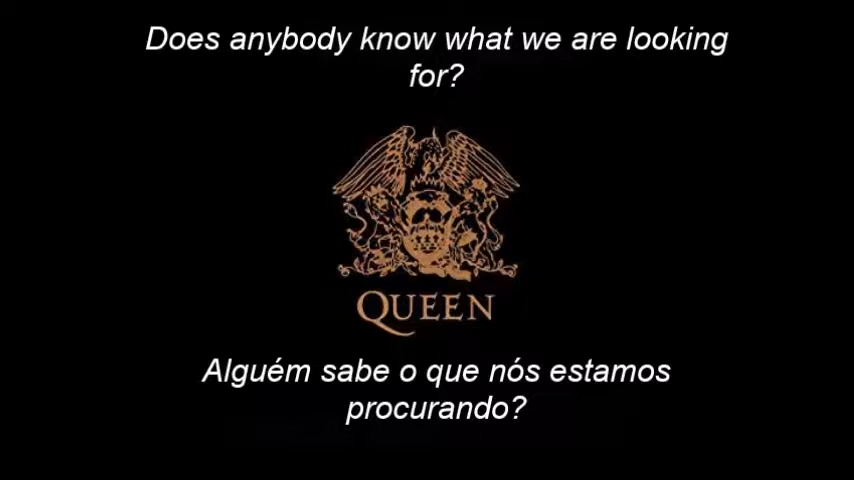 Does anybody know what we are looking
for?
QUEEN
Alguém sabe o que nós estamos
procurando?